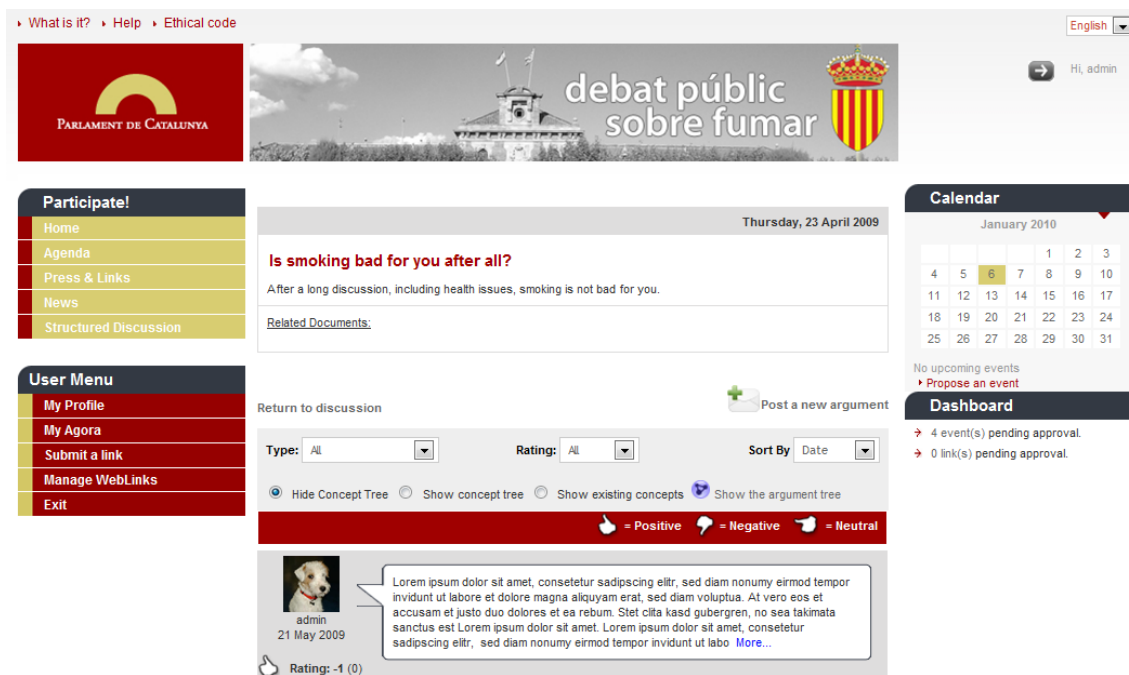 What is it? Help Ethical code
English
PARLAMENT DE CATALUNYA
debat públic
sobre fumar
Hi, admin
Participate!
Home
Agenda
Press & Links
News
Structured Discussion
User Menu
My Profile
My Agora
Submit a link
Manage WebLinks
Exit
Thursday, 23 April 2009
Is smoking bad for you after all?
After a long discussion, including health issues, smoking is not bad for you.
Related Documents:
Return to discussion
Post a new argument
Type: All Rating: All Sort By Date
Hide Concept Tree Show concept tree Show existing concepts Show the argument tree
= Positive = Negative = Neutral
admin
21 May 2009
Rating: -1 (0)
Lorem ipsum dolor sit amet, consetetur sadipscing elitr, sed diam nonumy eirmod tempor
invidunt ut labore et dolore magna aliquyam erat, sed diam voluptua. At vero eos et
accusam et justo duo dolores et ea rebum. Stet clita kasd gubergren, no sea takimata
sanctus est Lorem ipsum dolor sit amet. Lorem ipsum dolor sit amet, consetetur
sadipscing elitr, sed diam nonumy eirmod tempor invidunt ut labo More...
Calendar
January 2010
1 2 3
4 5 6 7 8 9 10
11 12 13 14 15 16 17
18 19 20 21 22 23 24
25 26 27 28 29 30 31
No upcoming events
Propose an event
Dashboard
4 event(s) pending approval.
0 link(s) pending approval.